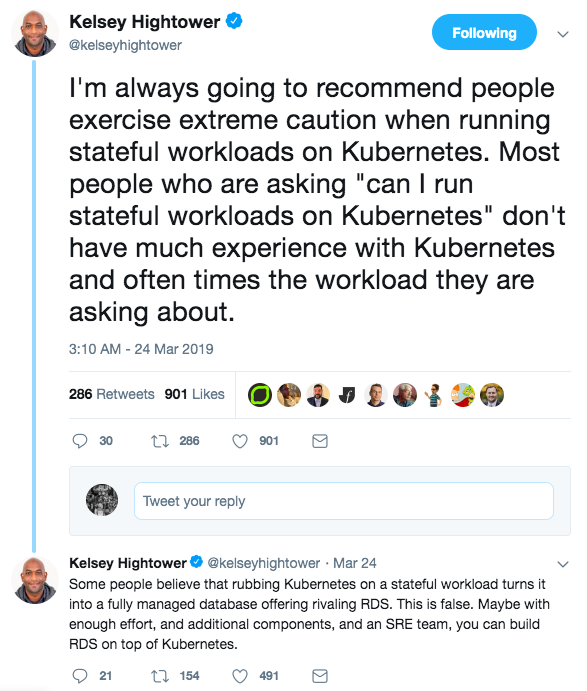 Kelsey Hightower
@kelseyhightower
Following
I'm always going to recommend people
exercise extreme caution when running
stateful workloads on Kubernetes. Most
people who are asking "can I run
stateful workloads on Kubernetes" don't
have much experience with Kubernetes
and often times the workload they are
asking about.
3:10 AM - 24 Mar 2019
286 Retweets 901 Likes
30 286 901
Tweet your reply
Kelsey Hightower @kelseyhightower · Mar 24
Some people believe that rubbing Kubernetes on a stateful workload turns it
into a fully managed database offering rivaling RDS. This is false. Maybe with
enough effort, and additional components, and an SRE team, you can build
RDS on top of Kubernetes.
21 154 491